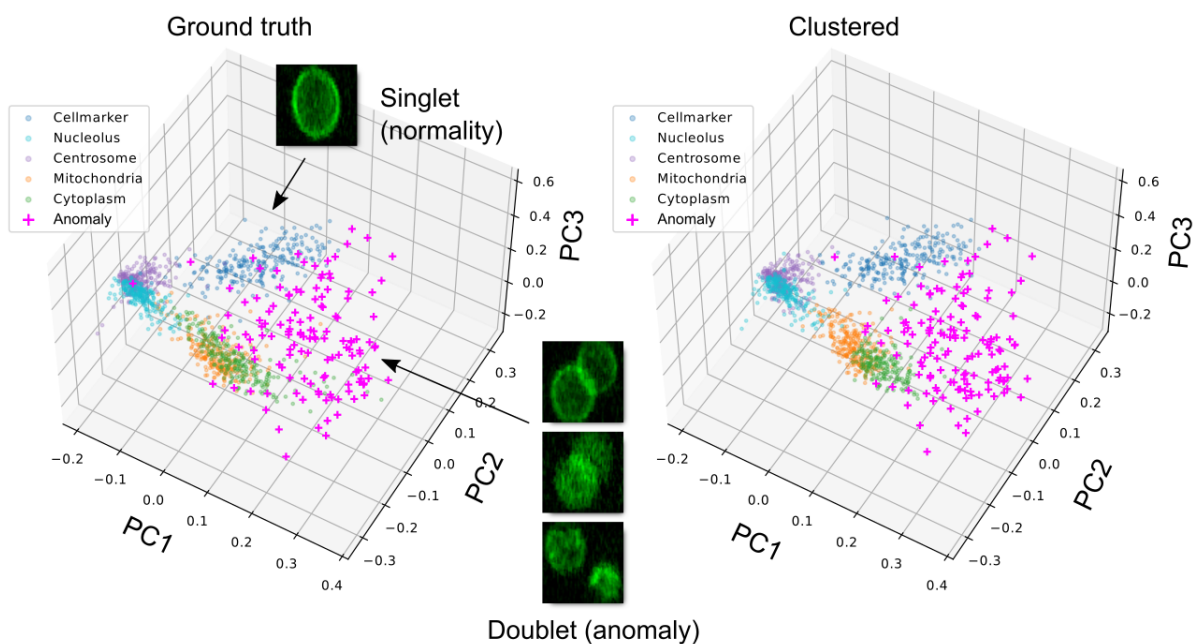 Ground truth
Clustered
Singlet
(normality)
Cellmarker
Nucleolus
Centrosome
Mitochondria
Cytoplasm
Anomaly
Cellmarker
Nucleolus
Centrosome
Mitochondria
Cytoplasm
Anomaly
0.6
0.4
0.2
0.0
−0.2
PC3
0.3
0.2
0.1
0.0
−0.1
−0.2
−0.3
PC2
−0.2
−0.1
0.0
0.1
0.2
0.3
0.4
PC1
0.6
0.4
0.2
0.0
−0.2
PC3
0.3
0.2
0.1
0.0
−0.1
−0.2
−0.3
PC2
−0.2
−0.1
0.0
0.1
0.2
0.3
0.4
PC1
Doublet (anomaly)